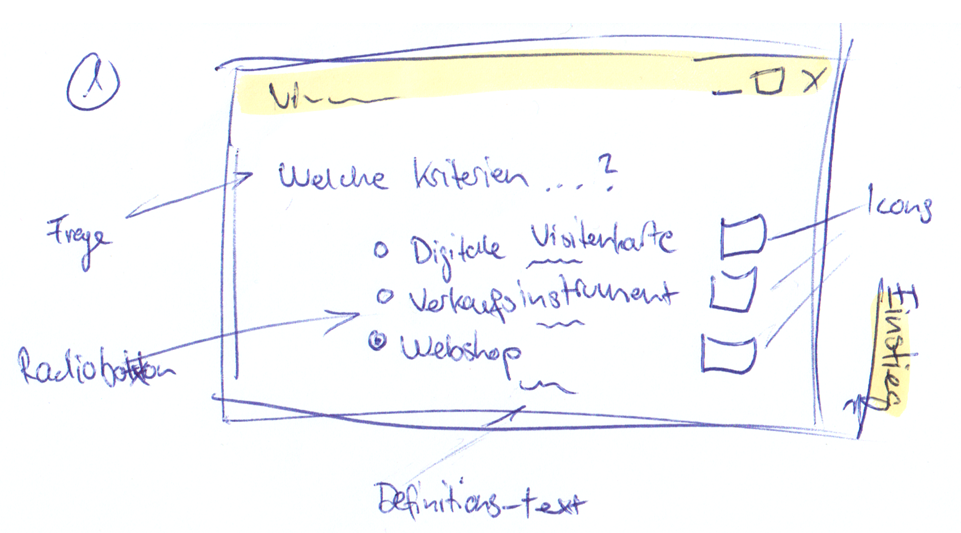 1
Welche Kriterien ... ?
Frage
Icons
Digitale Visitenkarte
Verkaufsinstrument
Webshop
Radiobutton
Einstieg
Definitions-text